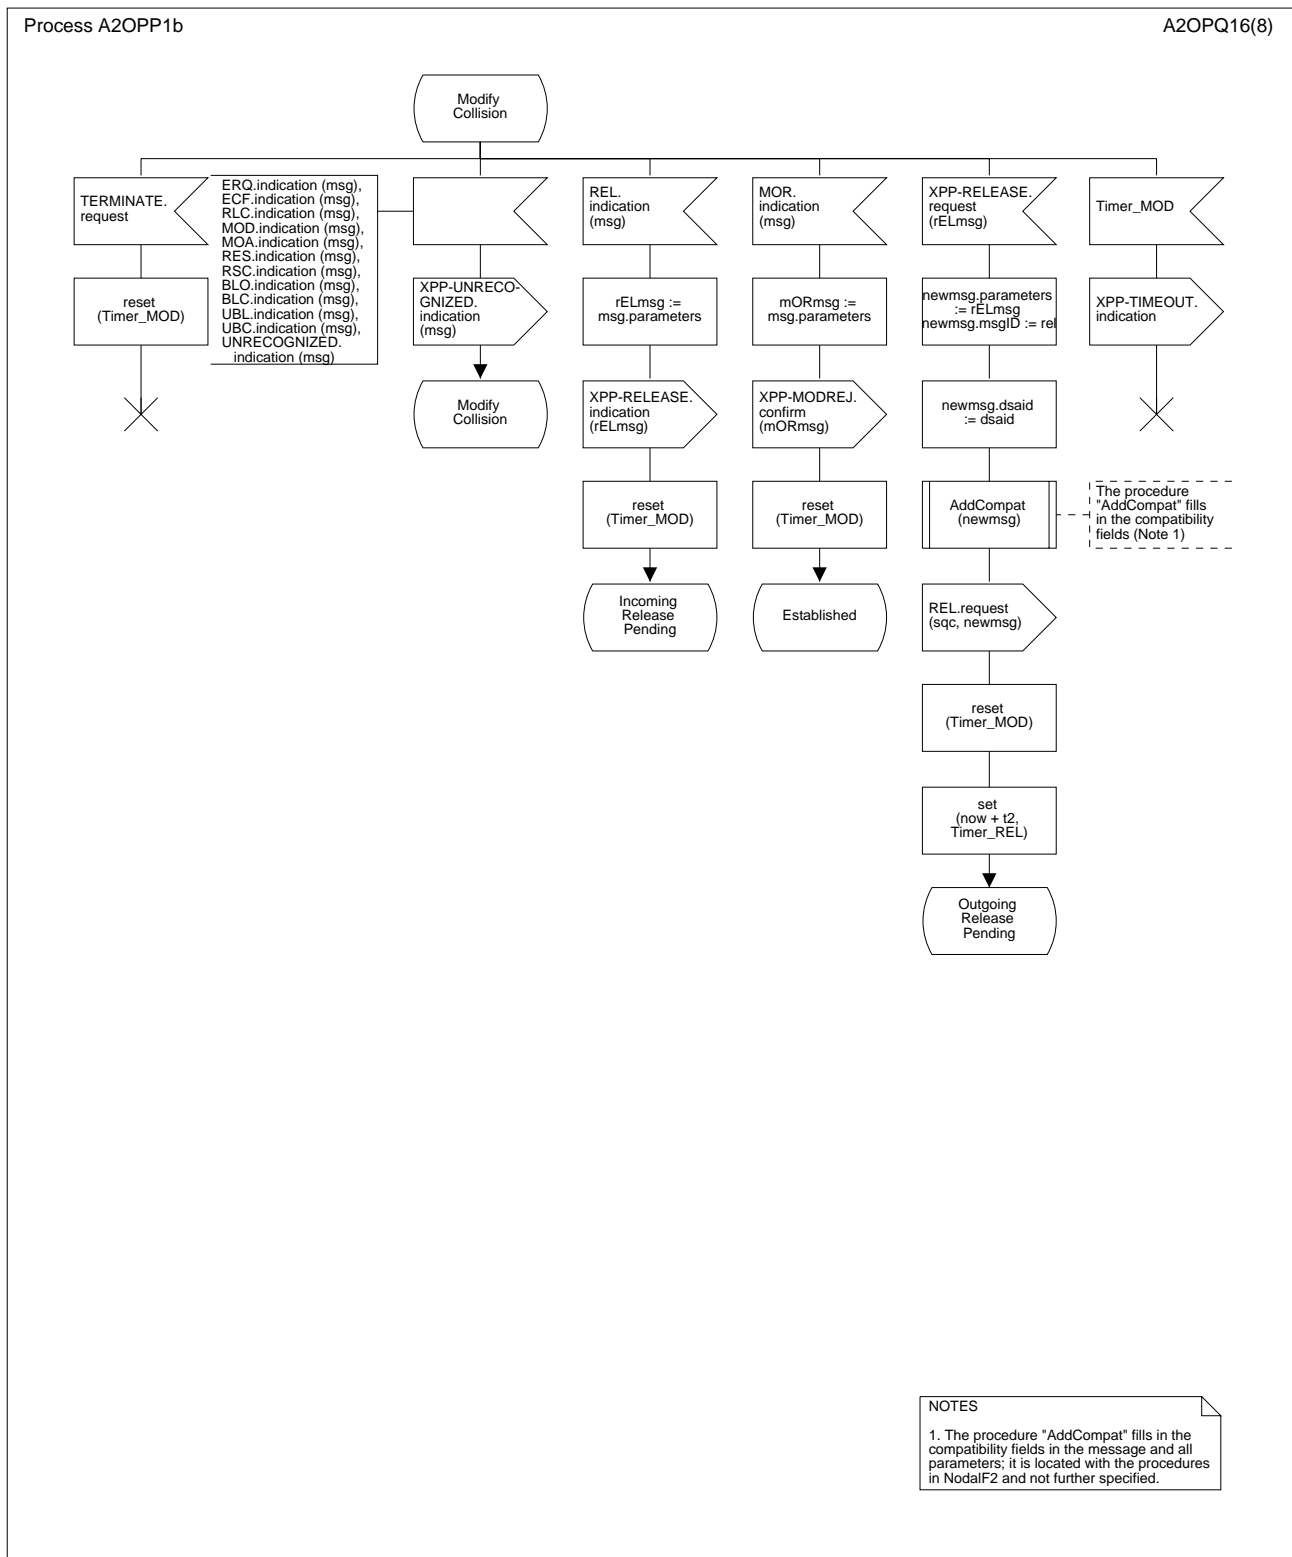 Process A2OPP1b
A2OPQ16(8)
Modify
Collision
TERMINATE.
request
reset
(Timer_MOD)
ERQ.indication (msg),
ECF.indication (msg),
RLC.indication (msg),
MOD.indication (msg),
MOA.indication (msg),
RES.indication (msg),
RSC.indication (msg),
BLO.indication (msg),
BLC.indication (msg),
UBL.indication (msg),
UBC.indication (msg),
UNRECOGNIZED.
indication (msg)
XPP-UNRECO-
GNIZED.
indication
(msg)
Modify
Collision
REL.
indication
(msg)
rELmsg :=
msg.parameters
XPP-RELEASE.
indication
(rELmsg)
reset
(Timer_MOD)
Incoming
Release
Pending
MOR.
indication
(msg)
mORmsg :=
msg.parameters
XPP-MODREJ.
confirm
(mORmsg)
reset
(Timer_MOD)
Established
XPP-RELEASE.
request
(rELmsg)
newmsg.parameters
:= rELmsg
newmsg.msgID := rel
newmsg.dsaid
:= dsaid
AddCompat
(newmsg)
The procedure
"AddCompat" fills
in the compatibility
fields (Note 1)
REL.request
(sqc, newmsg)
reset
(Timer_MOD)
set
(now + t2,
Timer_REL)
Outgoing
Release
Pending
Timer_MOD
XPP-TIMEOUT.
indication
NOTES
1. The procedure "AddCompat" fills in the
compatibility fields in the message and all
parameters; it is located with the procedures
in NodalF2 and not further specified.